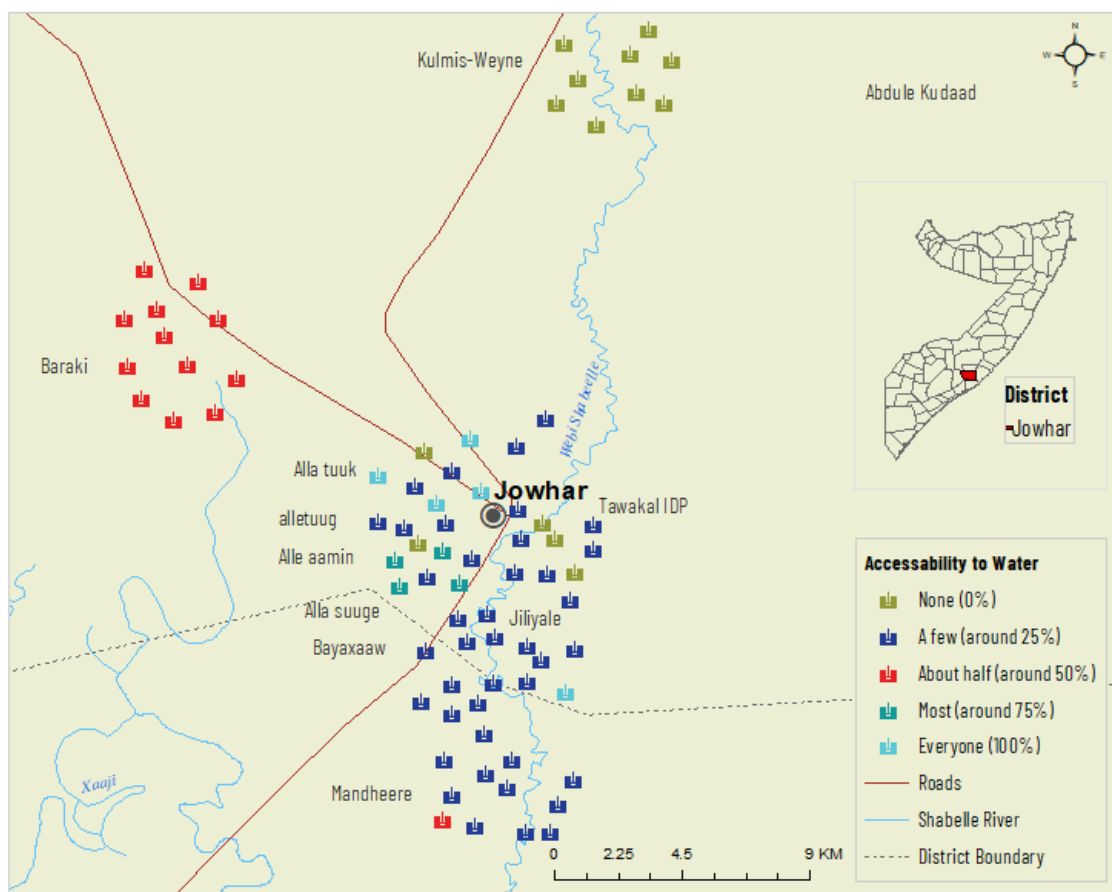 N
W E
S
Kulmis-Weyne
Abdule Kudaad
Webi Shabeelle
Baraki
District
Jowhar
Alla tuuk
Jowhar
Tawakal IDP
alletuug
Alle aamin
Alla suuge
Jiliyale
Bayaxaaw
Xaaji
Mandheere
Accessability to Water
None (0%)
A few (around 25%)
About half (around 50%)
Most (around 75%)
Everyone (100%)
Roads
Shabelle River
District Boundary
0 2.25 4.5 9 KM